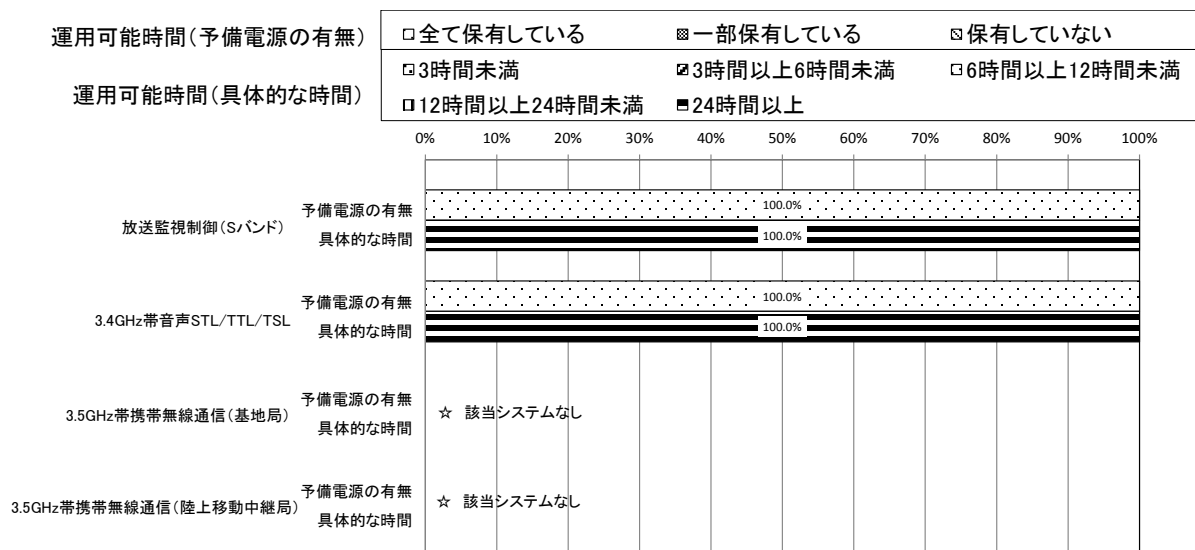 運用可能時間(予備電源の有無)
全て保有している 一部保有している 保有していない
運用可能時間(具体的な時間)
3時間未満 3時間以上6時間未満 6時間以上12時間未満
12時間以上24時間未満 24時間以上
0% 10% 20% 30% 40% 50% 60% 70% 80% 90% 100%
放送監視制御(Sバンド)
予備電源の有無
100.0%
具体的な時間
100.0%
3.4GHz帯音声STL/TTL/TSL
予備電源の有無
100.0%
具体的な時間
100.0%
3.5GHz帯携帯無線通信(基地局)
予備電源の有無
具体的な時間
☆ 該当システムなし
3.5GHz帯携帯無線通信(陸上移動中継局)
予備電源の有無
具体的な時間
☆ 該当システムなし